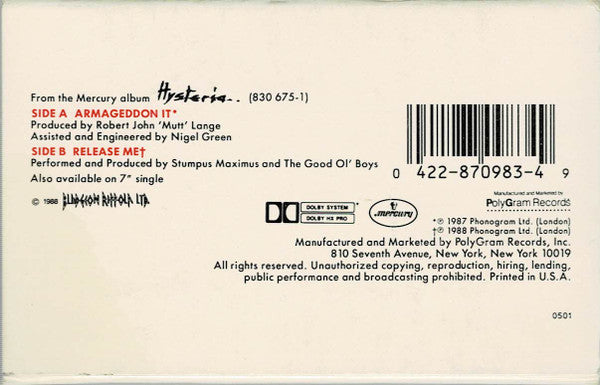 From the Mercury album Hysteria.. (830 675-1)
SIDE A ARMAGEDDON IT*
Produced by Robert John ‘Mutt’ Lange
Assisted and Engineered by Nigel Green
SIDE B RELEASE ME†
Performed and Produced by Stumpus Maximus and The Good Ol’ Boys
Also available on 7" single
© 1988 BLUDGEON RIFFOLA LTD.
0 422-870983-4 9
Manufactured and Marketed by
PolyGram Records
DOLBY SYSTEM
DOLBY HX PRO
mercury
*℗ 1987 Phonogram Ltd. (London)
†℗ 1988 Phonogram Ltd. (London)
Manufactured and Marketed by PolyGram Records, Inc.
810 Seventh Avenue, New York, New York 10019
All rights reserved. Unauthorized copying, reproduction, hiring, lending,
public performance and broadcasting prohibited. Printed in U.S.A.
0501